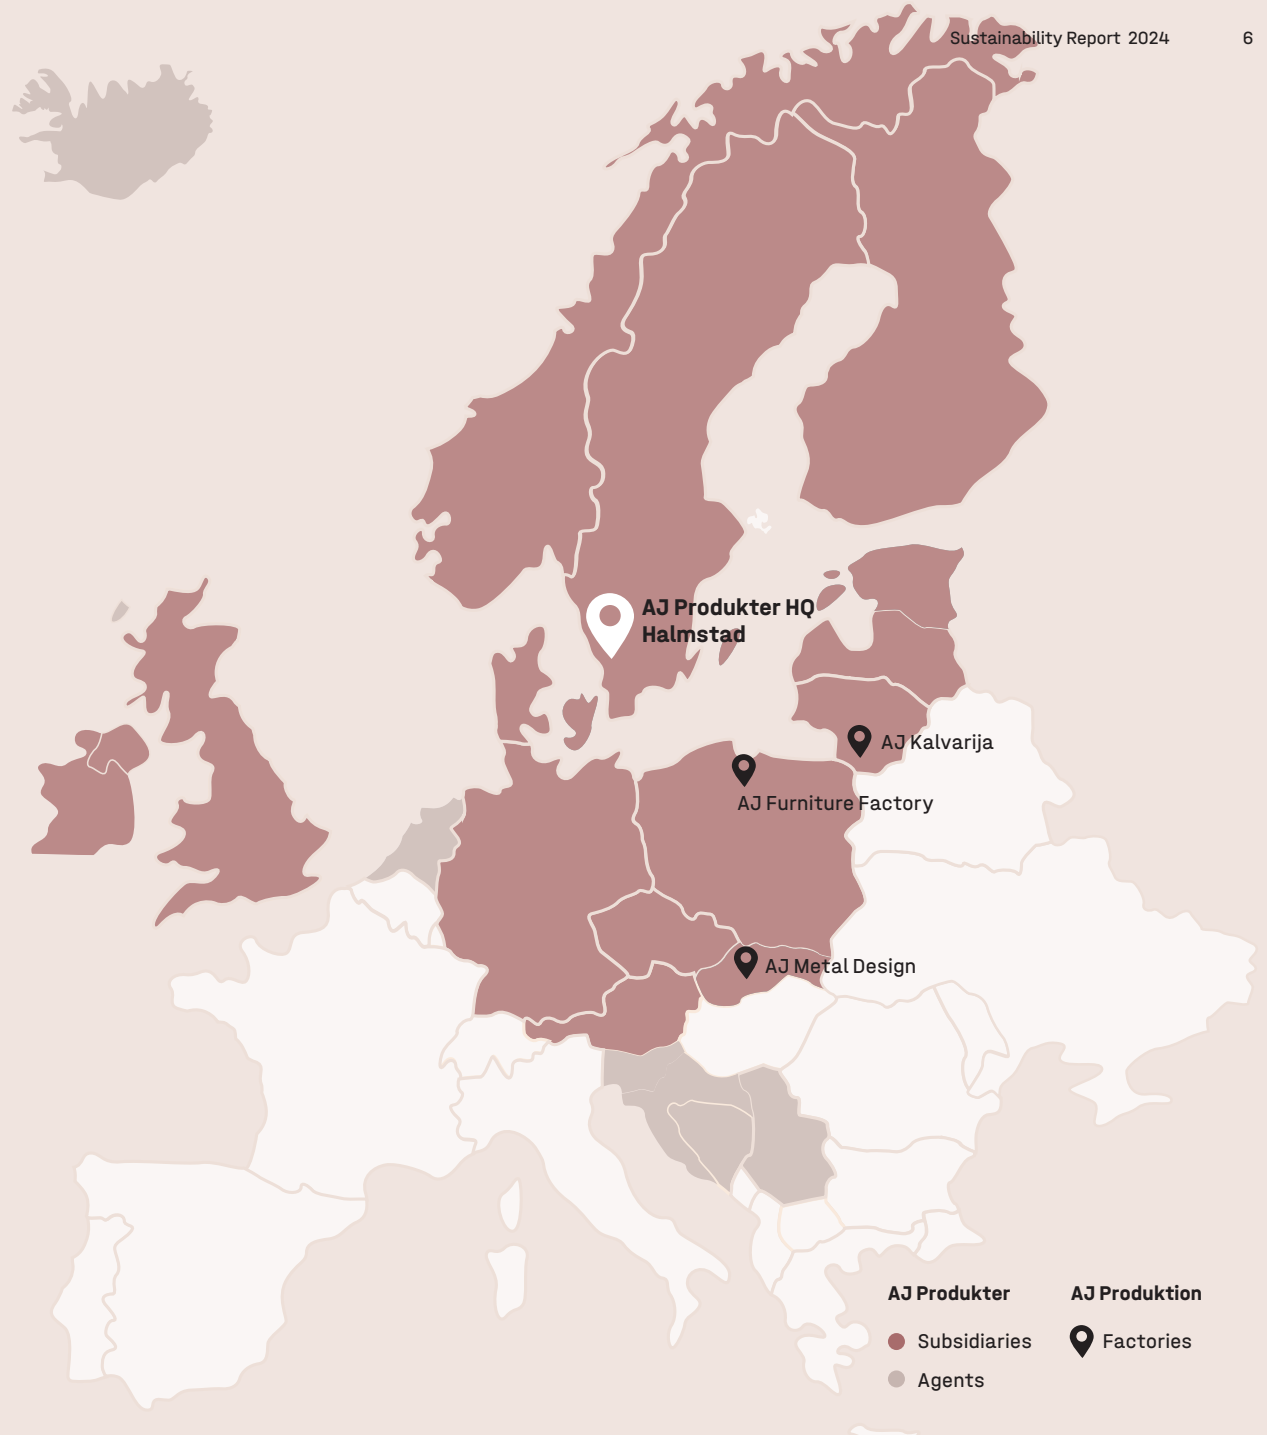 Sustainability Report 2024
6
AJ Produkter HQ
Halmstad
AJ Kalvarija
AJ Furniture Factory
AJ Metal Design
AJ Produkter
AJ Produktion
Subsidiaries
Factories
Agents